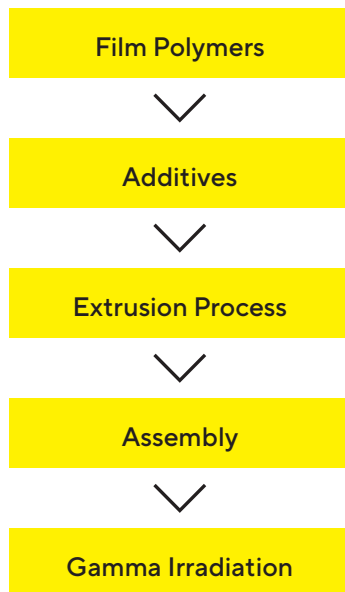 Film Polymers
Additives
Extrusion Process
Assembly
Gamma Irradiation